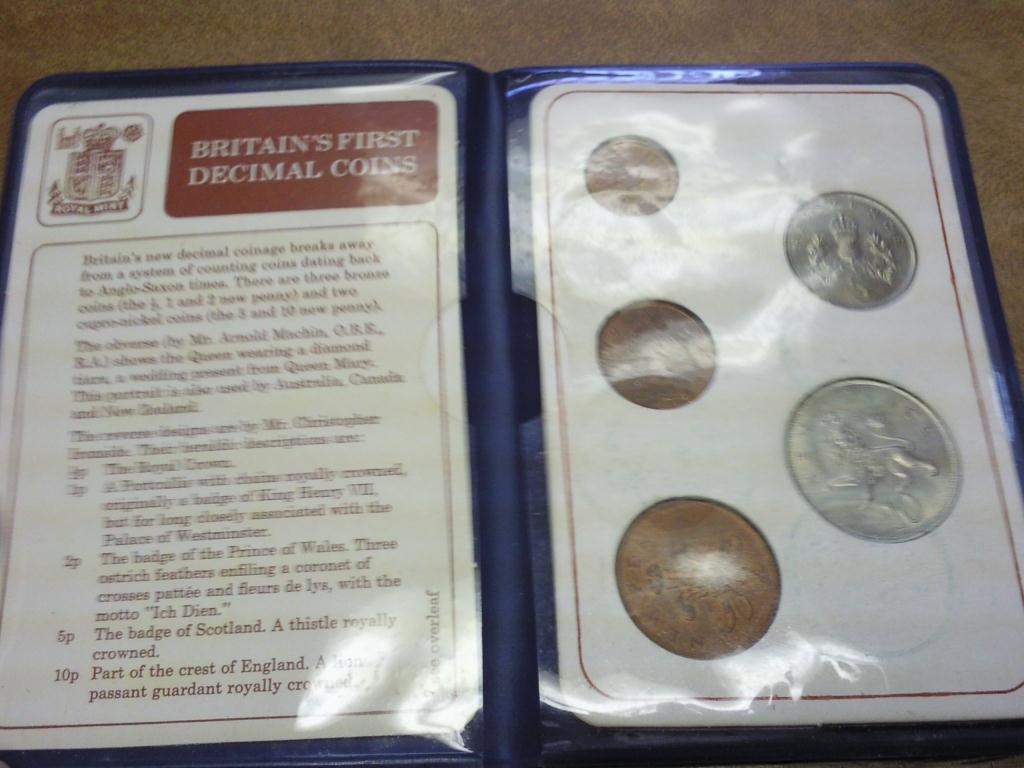 ROYAL MINT
BRITAIN'S FIRST
DECIMAL COINS
Britain's new decimal coinage breaks away
from a system of counting coins dating back
to Anglo-Saxon times. There are three bronze
coins (the ½, 1 and 2 new penny) and two
cupro-nickel coins (the 5 and 10 new penny).
The obverse (by Mr. Arnold Machin, O.B.E.,
R.A.) shows the Queen wearing a diamond
tiara, a wedding present from Queen Mary.
This portrait is also used by Australia, Canada
and New Zealand.
The reverse designs are by Mr. Christopher
Ironside. Their heraldic descriptions are:
½p The Royal Crown.
1p A Portcullis with chains royally crowned,
originally a badge of King Henry VII,
but for long closely associated with the
Palace of Westminster.
2p The badge of the Prince of Wales. Three
ostrich feathers enfiling a coronet of
crosses pattée and fleurs de lys, with the
motto "Ich Dien."
5p The badge of Scotland. A thistle royally
crowned.
10p Part of the crest of England. A lion
passant guardant royally crowned.
overleaf